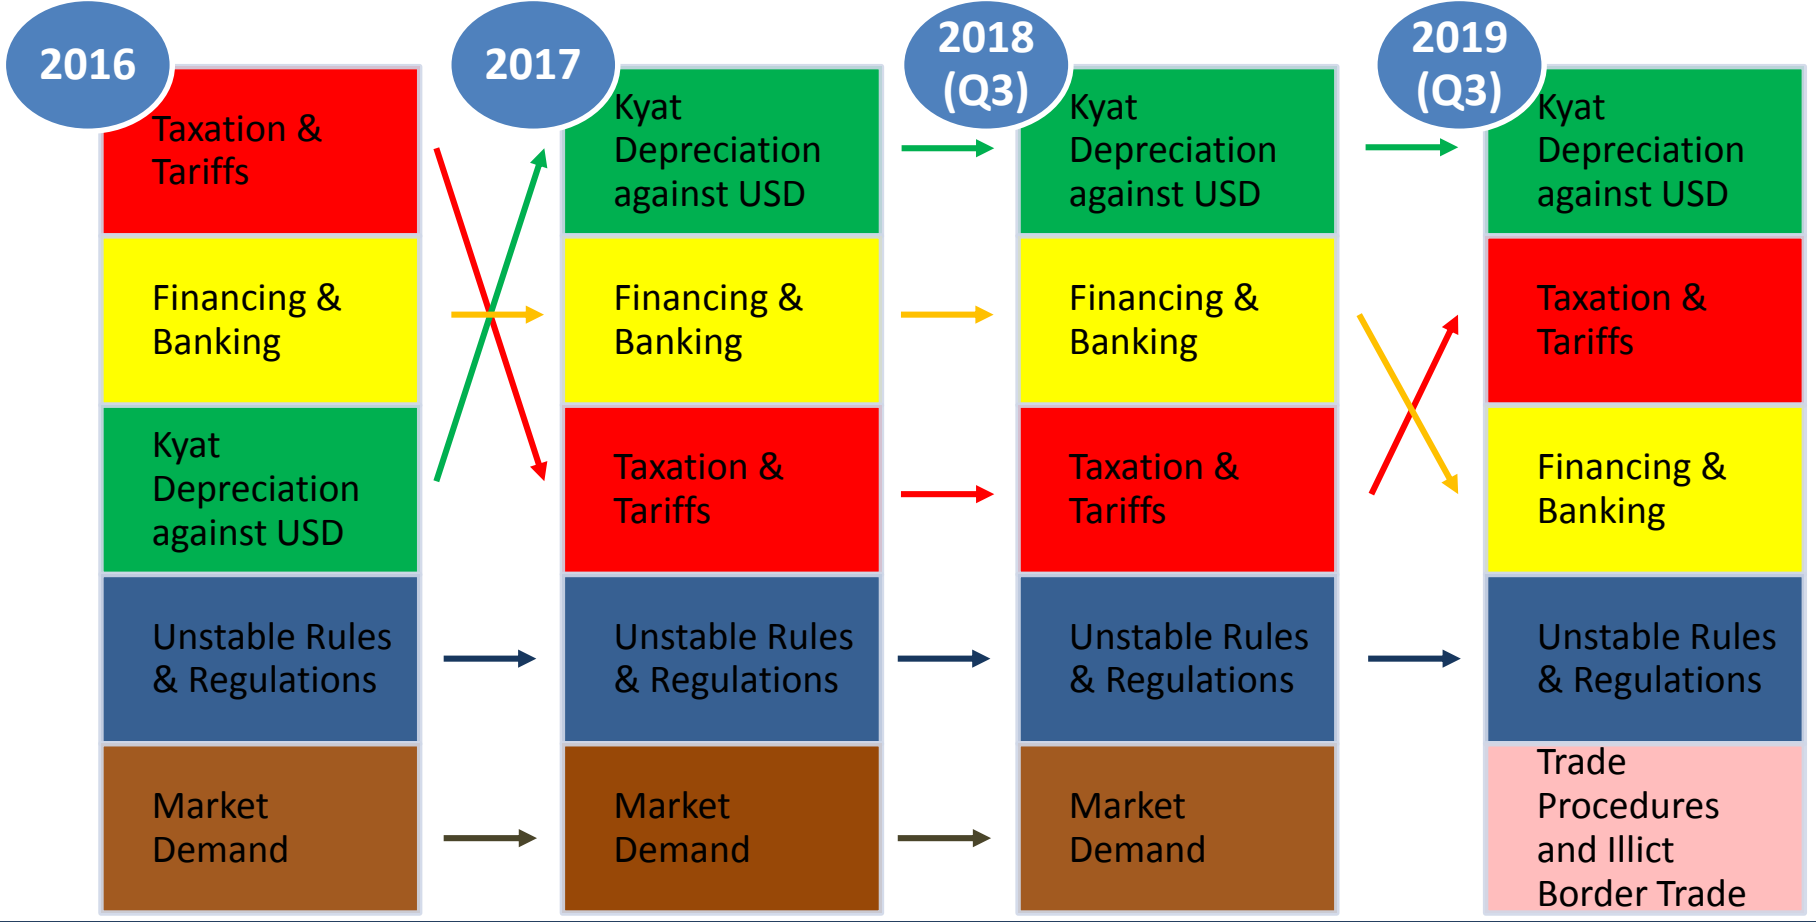 2016
Taxation &
Tariffs
Financing &
Banking
Kyat
Depreciation
against USD
Unstable Rules
& Regulations
Market
Demand
2017
Kyat
Depreciation
against USD
Financing &
Banking
Taxation &
Tariffs
Unstable Rules
& Regulations
Market
Demand
2018
(Q3)
Kyat
Depreciation
against USD
Financing &
Banking
Taxation &
Tariffs
Unstable Rules
& Regulations
Market
Demand
2019
(Q3)
Kyat
Depreciation
against USD
Taxation &
Tariffs
Financing &
Banking
Unstable Rules
& Regulations
Trade
Procedures
and Illict
Border Trade